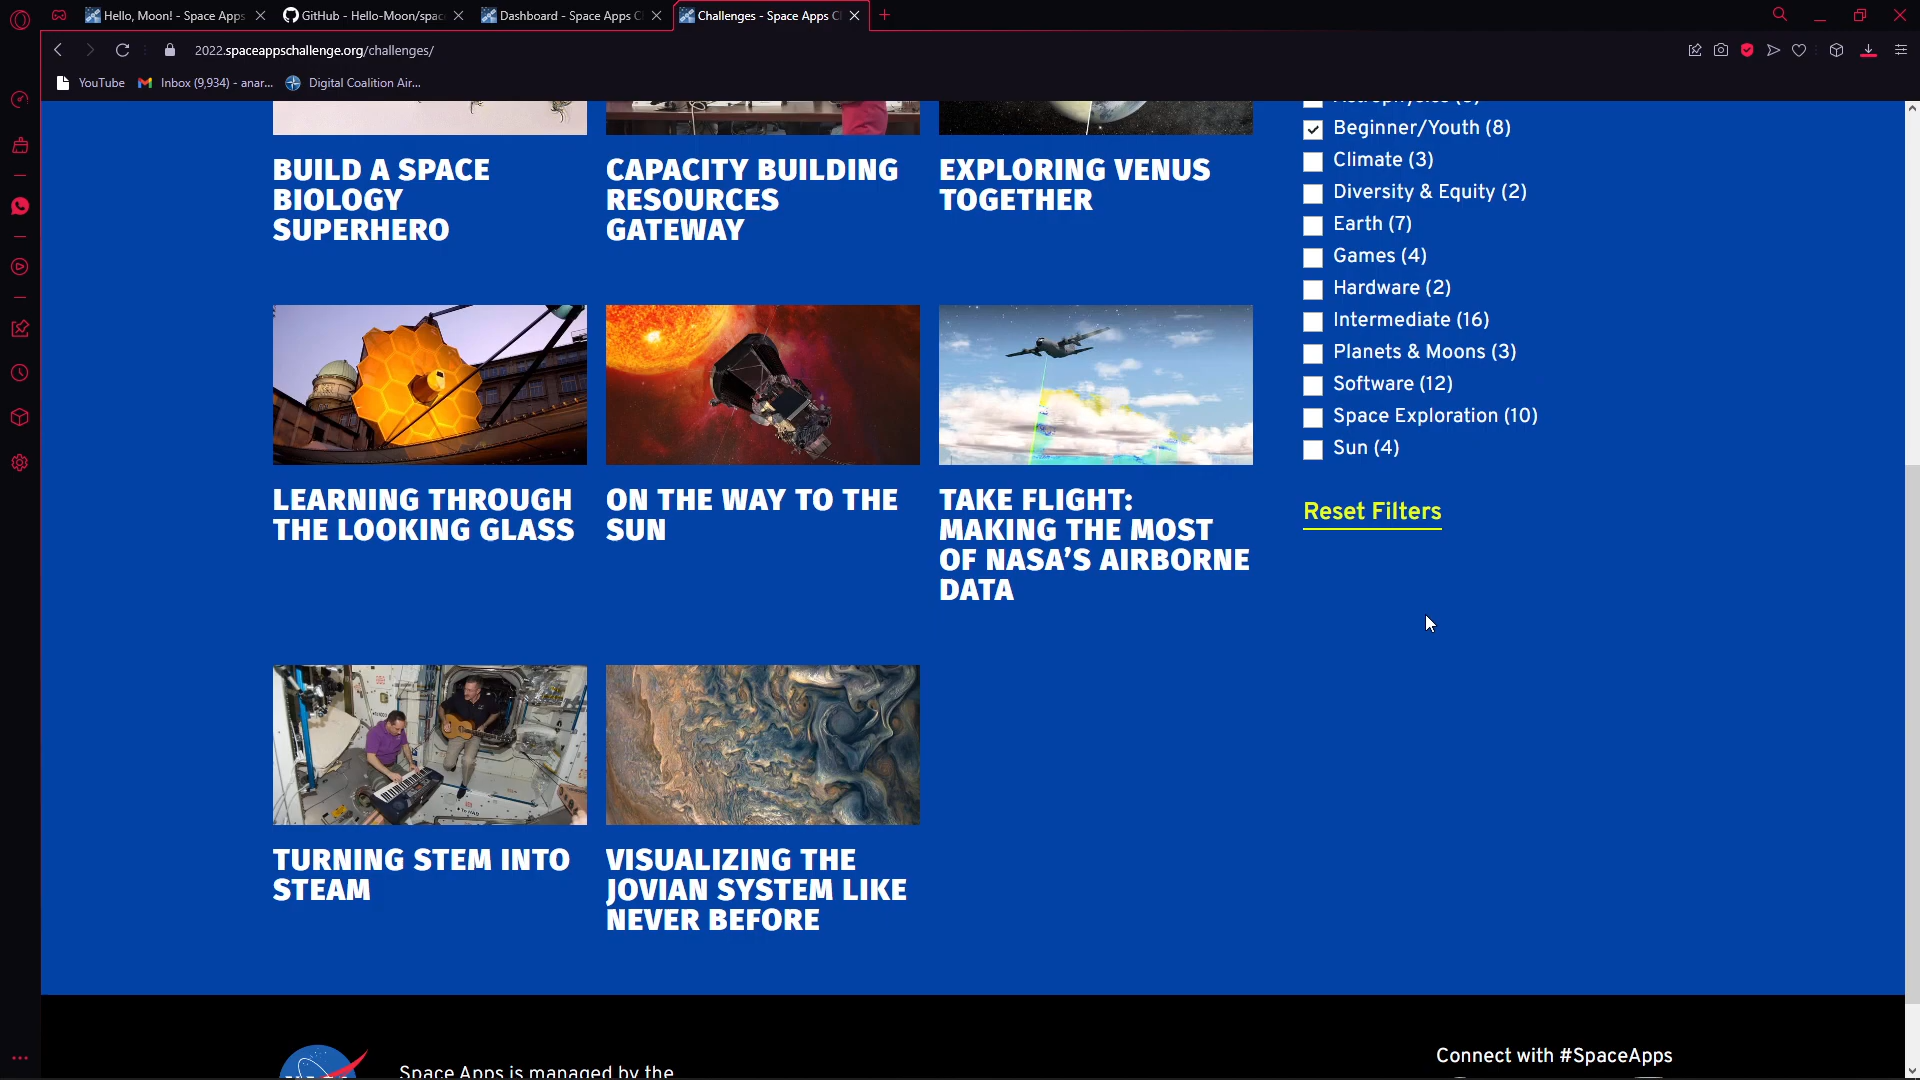 Hello, Moon! - Space Apps
GitHub - Hello-Moon/spac
Dashboard - Space Apps C
Challenges - Space Apps C
2022.spaceappschallenge.org/challenges/
YouTube
Inbox (9,934) - anar...
Digital Coalition Air...
BUILD A SPACE
BIOLOGY
SUPERHERO
CAPACITY BUILDING
RESOURCES
GATEWAY
EXPLORING VENUS
TOGETHER
LEARNING THROUGH
THE LOOKING GLASS
ON THE WAY TO THE
SUN
TAKE FLIGHT:
MAKING THE MOST
OF NASA’S AIRBORNE
DATA
TURNING STEM INTO
STEAM
VISUALIZING THE
JOVIAN SYSTEM LIKE
NEVER BEFORE
Beginner/Youth (8)
Climate (3)
Diversity & Equity (2)
Earth (7)
Games (4)
Hardware (2)
Intermediate (16)
Planets & Moons (3)
Software (12)
Space Exploration (10)
Sun (4)
Reset Filters
Space Apps is managed by the
Connect with #SpaceApps